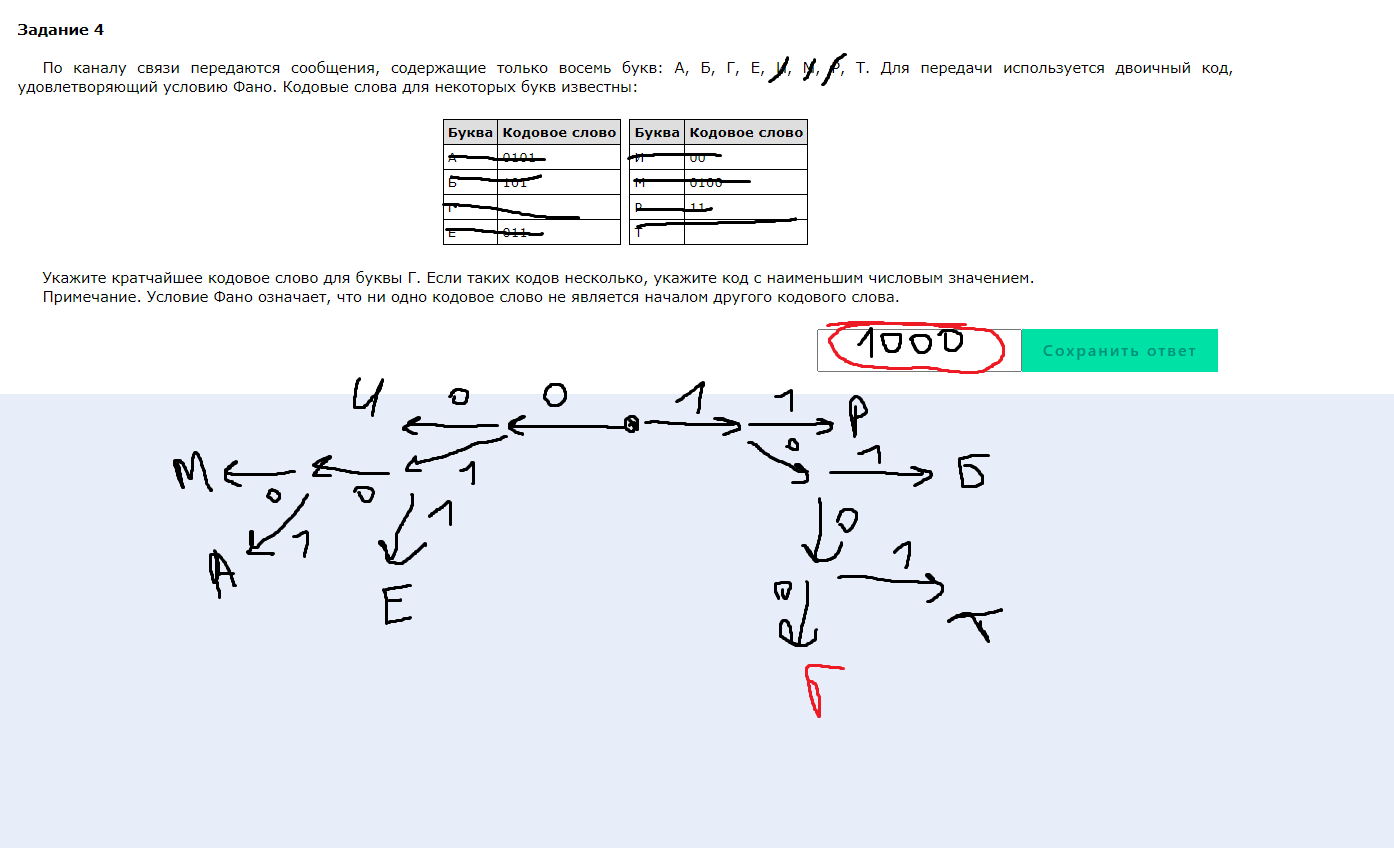 Задание 4
По каналу связи передаются сообщения, содержащие только восемь букв: А, Б, Г, Е, И, М, Р, Т. Для передачи используется двоичный код,
удовлетворяющий условию Фано. Кодовые слова для некоторых букв известны:
Буква Кодовое слово Буква Кодовое слово
А 0101 И 00
Б 101 М 0100
Г Р 11
Е 011 Т
Укажите кратчайшее кодовое слово для буквы Г. Если таких кодов несколько, укажите код с наименьшим числовым значением.
Примечание. Условие Фано означает, что ни одно кодовое слово не является началом другого кодового слова.
1000 Сохранить ответ
И 0 0 1 1 Р
М 0 0 1 0 1 Б
А 1 1 0 1
Е 0 Т
Г